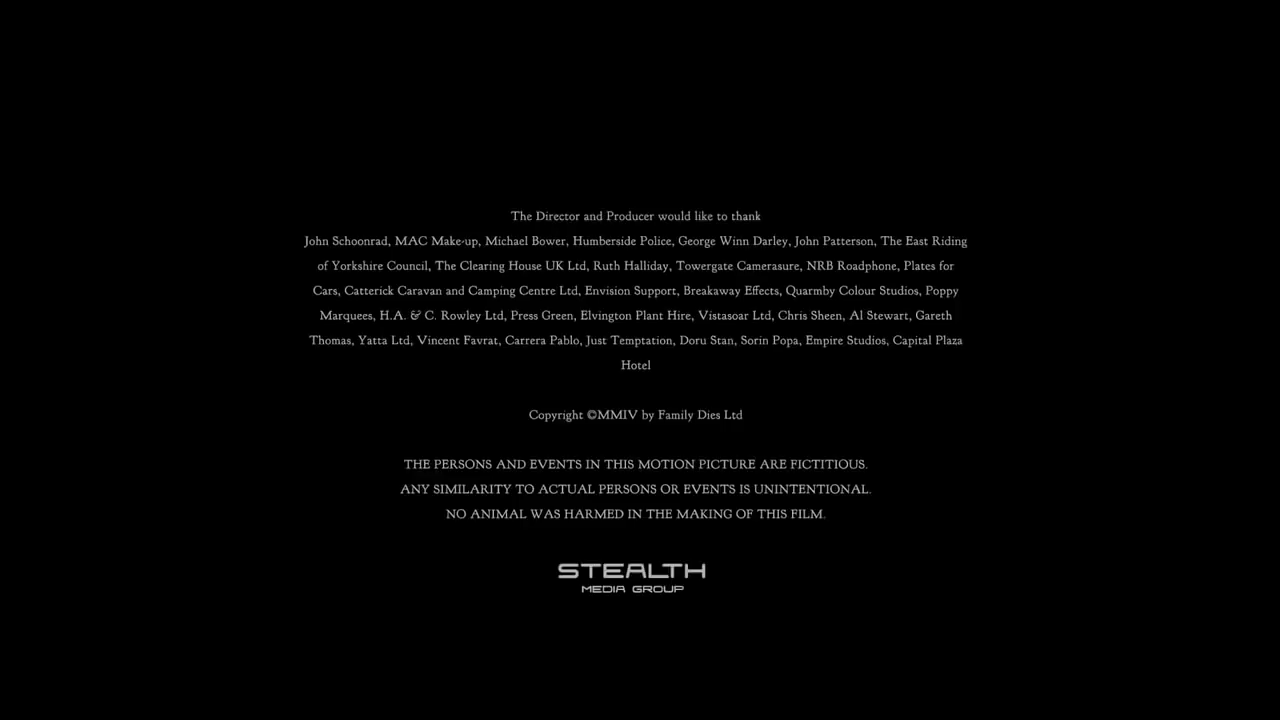 The Director and Producer would like to thank
John Schoonrad, MAC Make-up, Michael Bower, Humberside Police, George Winn Darley, John Patterson, The East Riding
of Yorkshire Council, The Clearing House UK Ltd, Ruth Halliday, Towergate Camerasure, NRB Roadphone, Plates for
Cars, Catterick Caravan and Camping Centre Ltd, Envision Support, Breakaway Effects, Quarmby Colour Studios, Poppy
Marquees, H.A. & C. Rowley Ltd, Press Green, Elvington Plant Hire, Vistasoar Ltd, Chris Sheen, Al Stewart, Gareth
Thomas, Yatta Ltd, Vincent Favrat, Carrera Pablo, Just Temptation, Doru Stan, Sorin Popa, Empire Studios, Capital Plaza
Hotel
Copyright ©MMIV by Family Dies Ltd
THE PERSONS AND EVENTS IN THIS MOTION PICTURE ARE FICTITIOUS.
ANY SIMILARITY TO ACTUAL PERSONS OR EVENTS IS UNINTENTIONAL.
NO ANIMAL WAS HARMED IN THE MAKING OF THIS FILM.
STEALTH
MEDIA GROUP